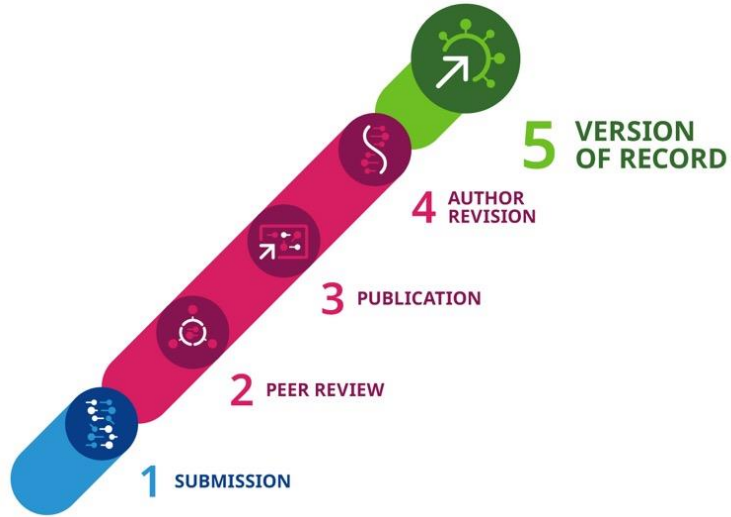 5 VERSION
OF RECORD
4 AUTHOR
REVISION
3 PUBLICATION
2 PEER REVIEW
1 SUBMISSION